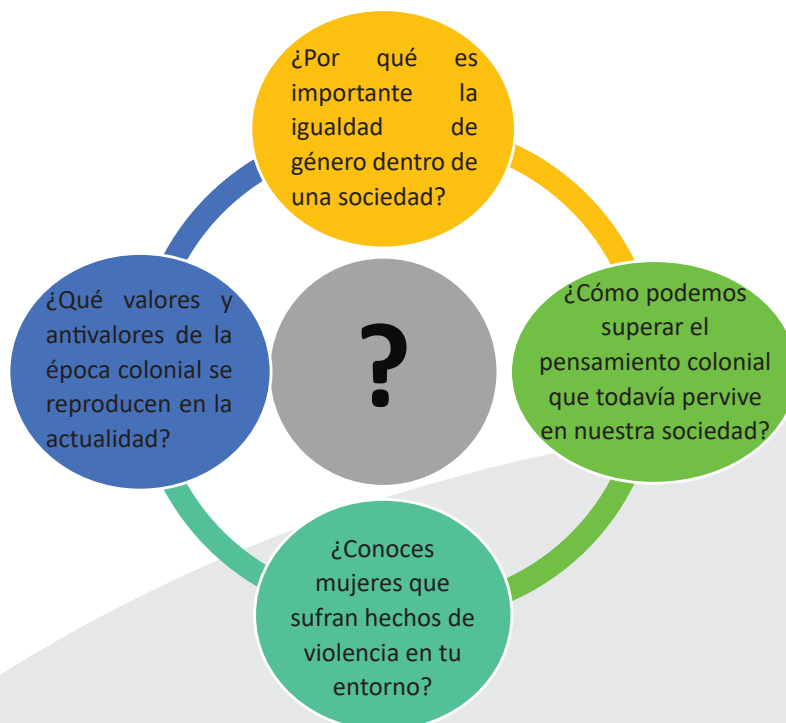 ¿Por qué es
importante la
igualdad de
género dentro de
una sociedad?
¿Qué valores y
antivalores de la
época colonial se
reproducen en la
actualidad?
?
¿Cómo podemos
superar el
pensamiento colonial
que todavía pervive
en nuestra sociedad?
¿Conoces
mujeres que
sufran hechos de
violencia en tu
entorno?